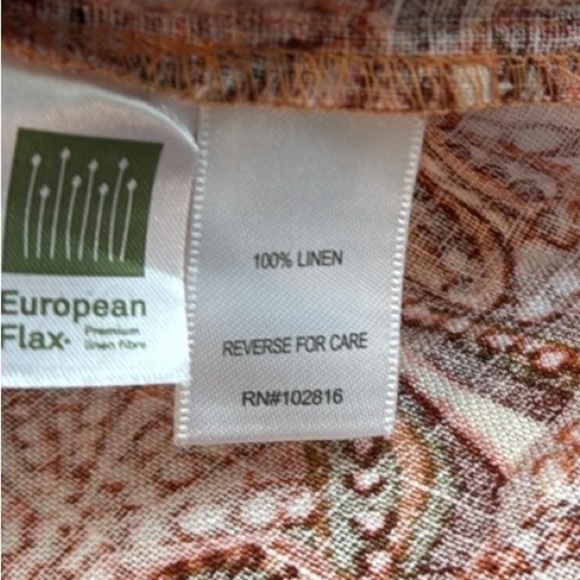 European
Flax·
Premium
linen fibre
100% LINEN
REVERSE FOR CARE
RN#102816